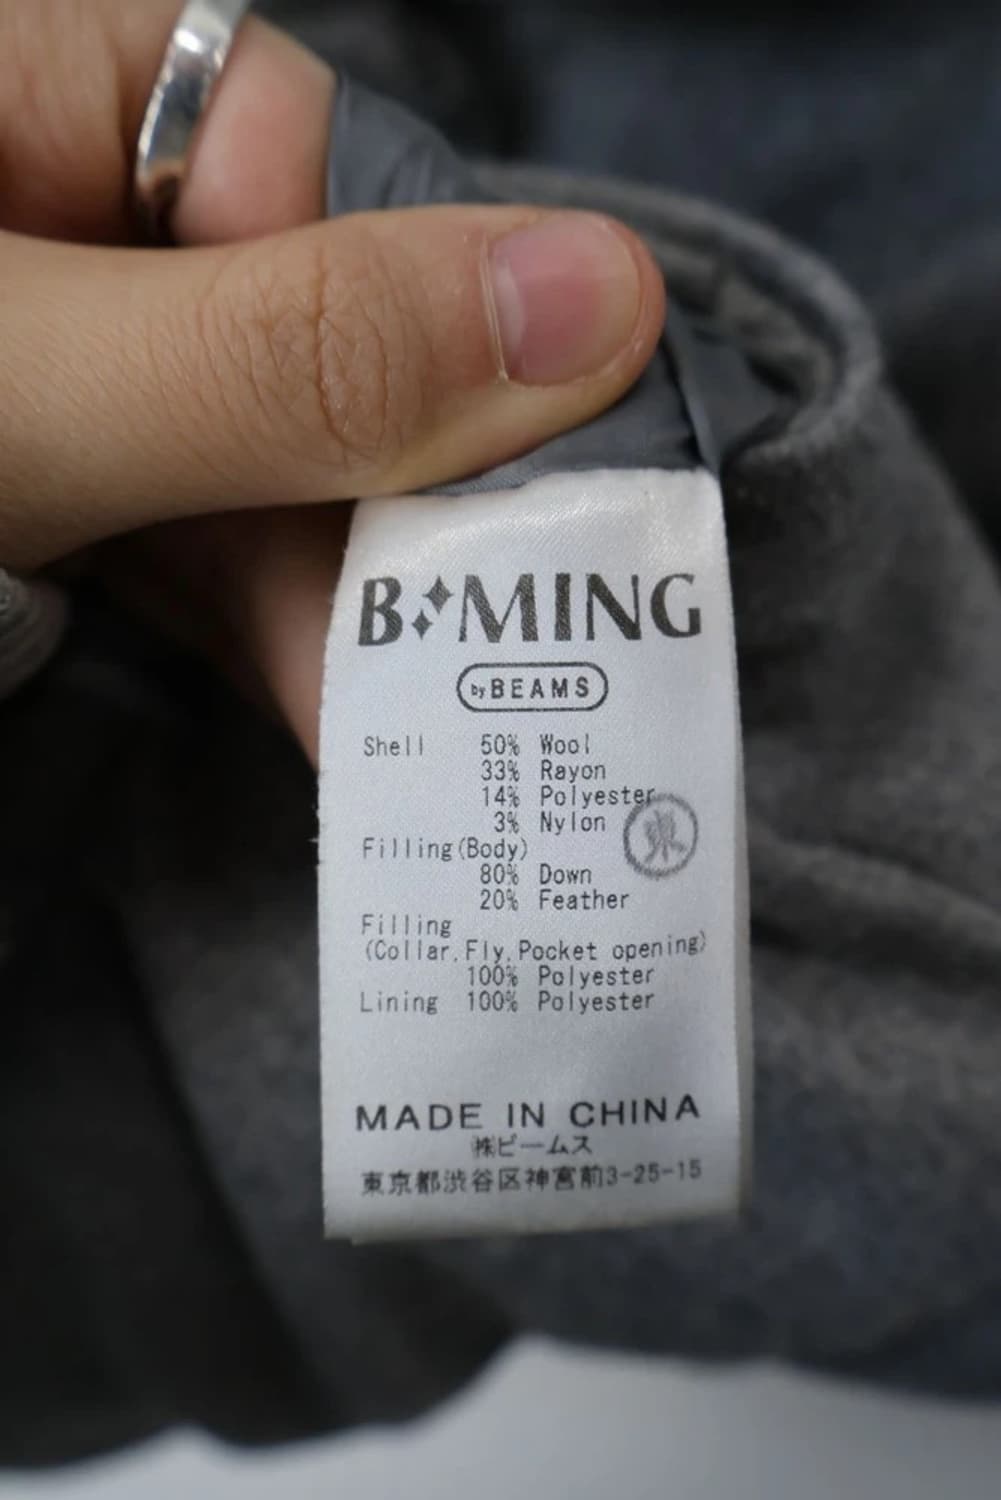 B MING
by BEAMS
Shell 50% Wool
33% Rayon
14% Polyester
3% Nylon
東
Filling(Body)
80% Down
20% Feather
Filling
(Collar,Fly,Pocket opening)
100% Polyester
Lining 100% Polyester
MADE IN CHINA
㈱ビームス
東京都渋谷区神宮前3-25-15